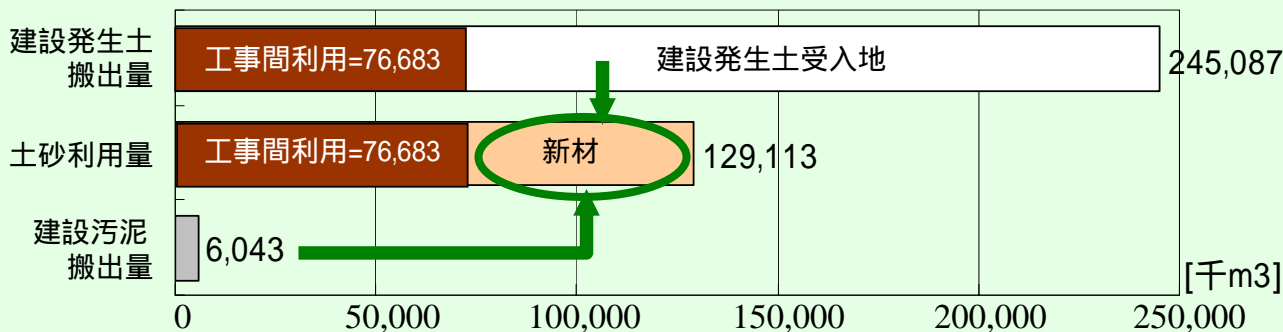 建設発生土
搬出量
工事間利用=76,683
建設発生土受入地
245,087
土砂利用量
工事間利用=76,683
新材
129,113
建設汚泥
搬出量
6,043
[千m3]
0
50,000
100,000
150,000
200,000
250,000